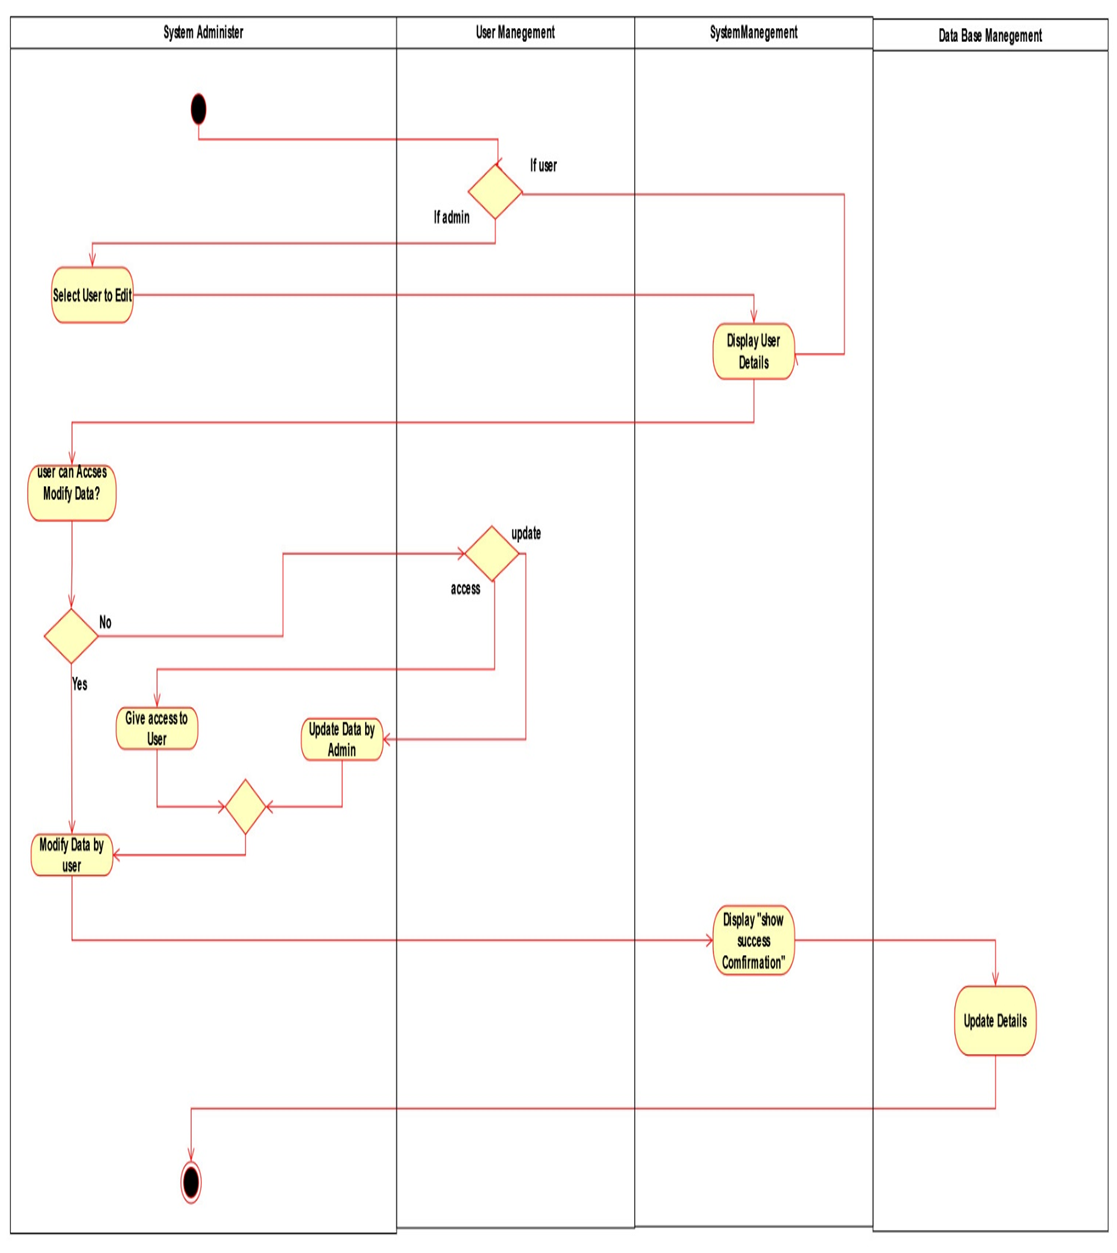 System Administer
User Manegement
SystemManegement
Data Base Manegement
If user
If admin
Select User to Edit
Display User
Details
user can Accses
Modify Data?
update
access
No
Yes
Give access to
User
Update Data by
Admin
Modify Data by
user
Display "show
success
Comfirmation"
Update Details